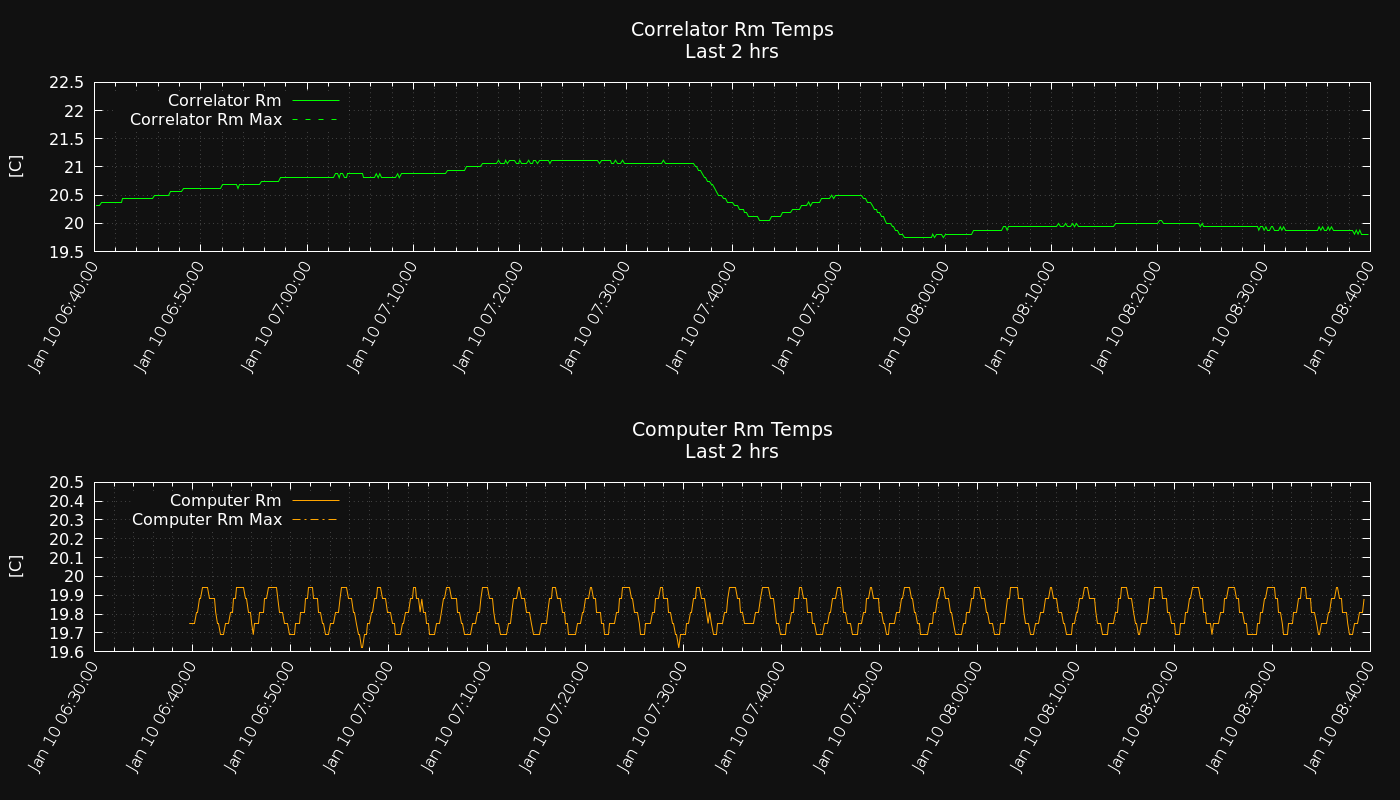 Correlator Rm Temps
Last 2 hrs
22.5
22
21.5
21
20.5
20
19.5
[C]
Correlator Rm
Correlator Rm Max
Jan 10 06:40:00
Jan 10 06:50:00
Jan 10 07:00:00
Jan 10 07:10:00
Jan 10 07:20:00
Jan 10 07:30:00
Jan 10 07:40:00
Jan 10 07:50:00
Jan 10 08:00:00
Jan 10 08:10:00
Jan 10 08:20:00
Jan 10 08:30:00
Jan 10 08:40:00
Computer Rm Temps
Last 2 hrs
20.5
20.4
20.3
20.2
20.1
20
19.9
19.8
19.7
19.6
[C]
Computer Rm
Computer Rm Max
Jan 10 06:30:00
Jan 10 06:40:00
Jan 10 06:50:00
Jan 10 07:00:00
Jan 10 07:10:00
Jan 10 07:20:00
Jan 10 07:30:00
Jan 10 07:40:00
Jan 10 07:50:00
Jan 10 08:00:00
Jan 10 08:10:00
Jan 10 08:20:00
Jan 10 08:30:00
Jan 10 08:40:00